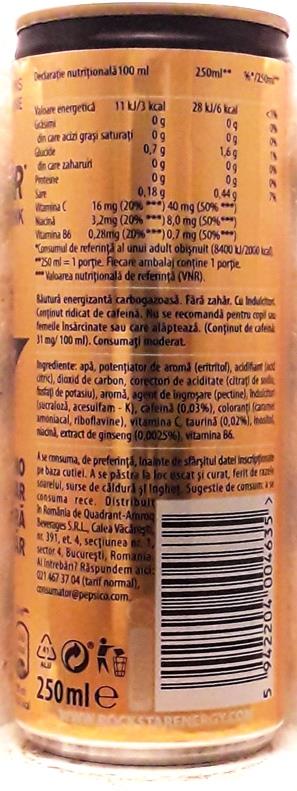 Declarație nutrițională 100 ml 250ml** %*/250ml**
Valoare energetică 11 kJ/3 kcal 28 kJ/6 kcal <1%
Grăsimi 0 g 0 g 0%
din care acizi grași saturați 0 g 0 g 0%
Glucide 0,7 g 1,6 g 1%
din care zaharuri 0 g 0 g 0%
Proteine 0 g 0 g 0%
Sare 0,18 g 0,44 g 7%
Vitamina C 16 mg (20% ***) 40 mg (50% ***)
Niacină 3,2mg (20% ***) 8,0 mg (50% ***)
Vitamina B6 0,28mg (20% ***) 0,7 mg (50% ***)
*Consumul de referință al unui adult obișnuit (8400 kJ/2000 kcal).
**250 ml = 1 porție. Fiecare ambalaj conține 1 porție.
*** Valoarea nutrițională de referință (VNR).
Băutură energizantă carbogazoasă. Fără zahăr. Cu îndulcitori.
Conținut ridicat de cafeină. Nu se recomandă pentru copii sau
femeile însărcinate sau care alăptează. (Conținut de cafeină
31 mg/ 100 ml). Consumați moderat.
Ingrediente: apă, potențiator de aromă (eritritol), acidifiant (acid
citric), dioxid de carbon, corectori de aciditate (citrați de sodiu,
fosfați de potasiu), aromă, agent de îngroșare (pectine), îndulcitori
(sucraloză, acesulfam - K), cafeină (0,03%), coloranți (caramel
amoniacal, riboflavine), vitamina C, taurină (0,02%), inozitol,
niacină, extract de ginseng (0,0025%), vitamina B6.
A se consuma, de preferință, înainte de sfârșitul datei inscripționate
pe baza cutiei. A se păstra la loc uscat și curat, ferit de razele
soarelui, surse de căldură și îngheț. Sugestie de consum: a se
consuma rece. Distribuit
în România de Quadrant-Amroq
Beverages S.R.L., Calea Văcărești,
nr. 391, et. 4, secțiunea nr. 1,
sector 4, București, Romania.
Ai întrebări? Răspundem aici:
021 467 37 04 (tarif normal),
consumator@pepsico.com
41
ALU
250 ml e
5 942204 004635 >
WWW.ROCKSTARENERGY.COM